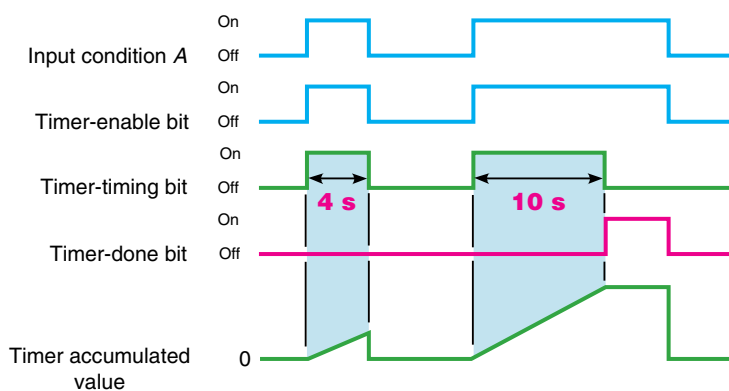 On
Input condition A Off
On
Timer-enable bit Off
On
Timer-timing bit Off
4 s 10 s
On
Timer-done bit Off
Timer accumulated 0
value